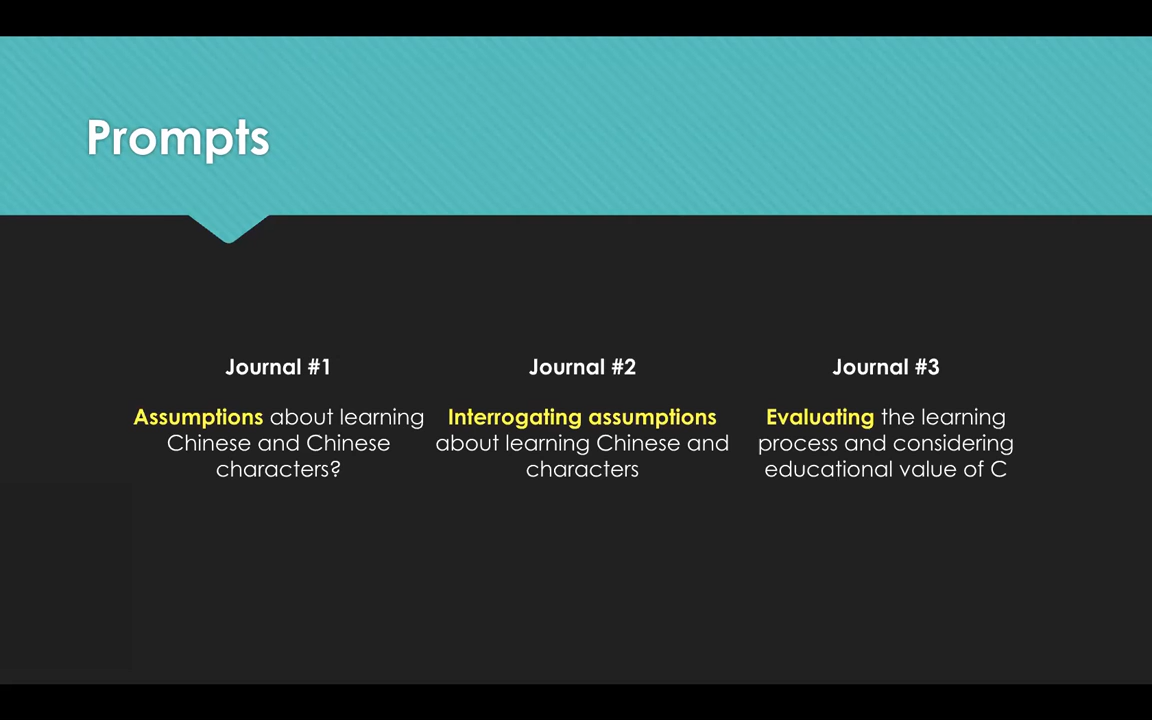 Prompts
Journal #1
Assumptions about learning
Chinese and Chinese
characters?
Journal #2
Interrogating assumptions
about learning Chinese and
characters
Journal #3
Evaluating the learning
process and considering
educational value of C